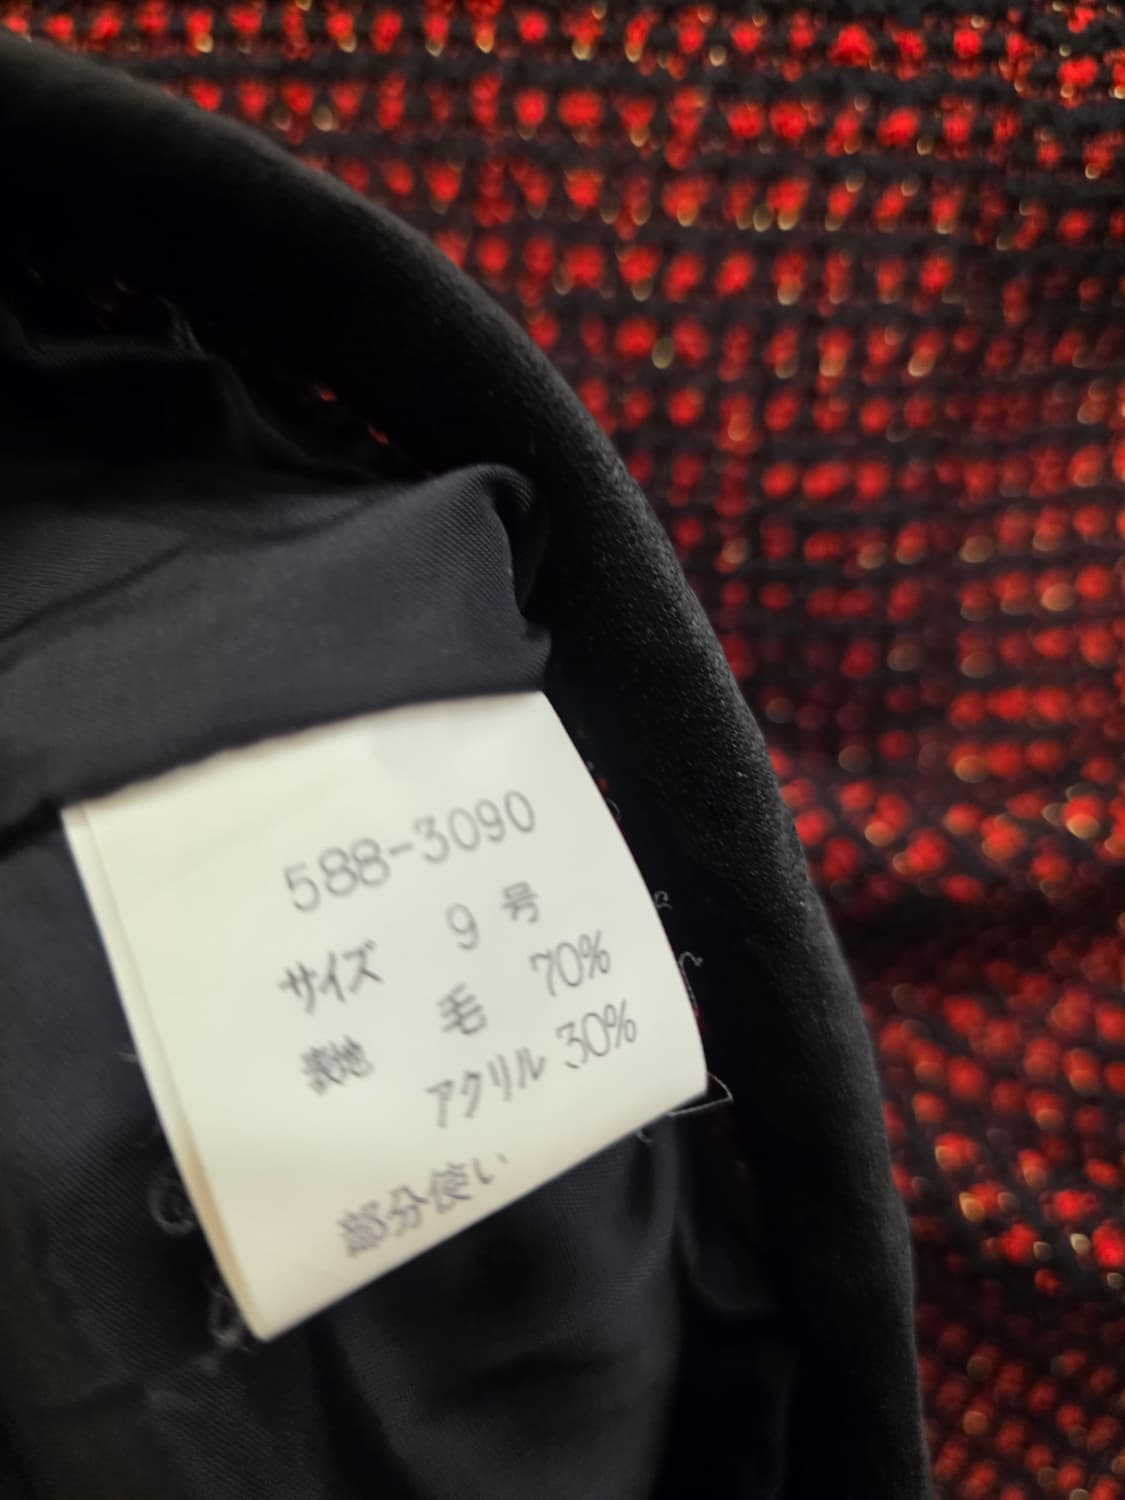 588-3090
サイズ 9 号
表地 毛 70%
アクリル 30%
部分使い